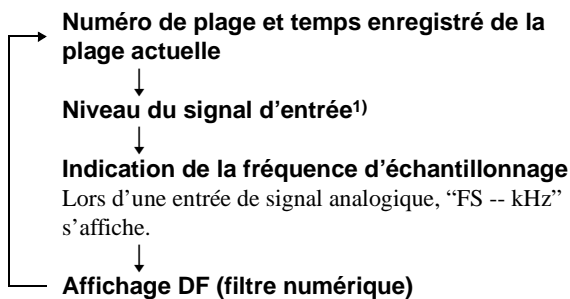 Numéro de plage et temps enregistré de la
plage actuelle
Niveau du signal d’entrée1)
Indication de la fréquence d’échantillonnage
Lors d’une entrée de signal analogique, “FS -- kHz”
s’affiche.
Affichage DF (filtre numérique)